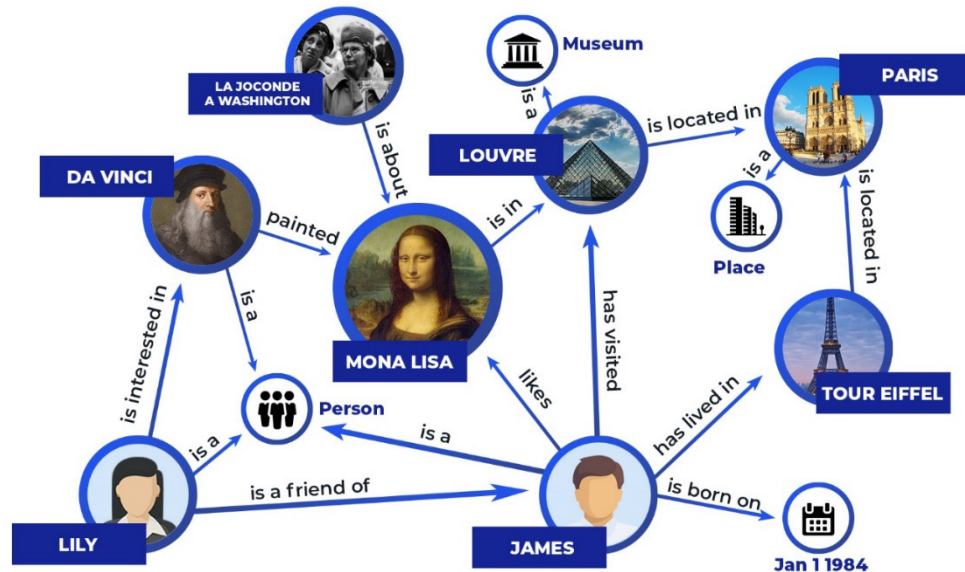 LA JOCONDE
A WASHINGTON
Museum
PARIS
is a
is about
LOUVRE
is located in
DA VINCI
is a
is located in
painted
is in
Place
is a
has visited
MONA LISA
is interested in
likes
TOUR EIFFEL
Person
has lived in
is a
is a
is a friend of
is born on
LILY
JAMES
Jan 1 1984